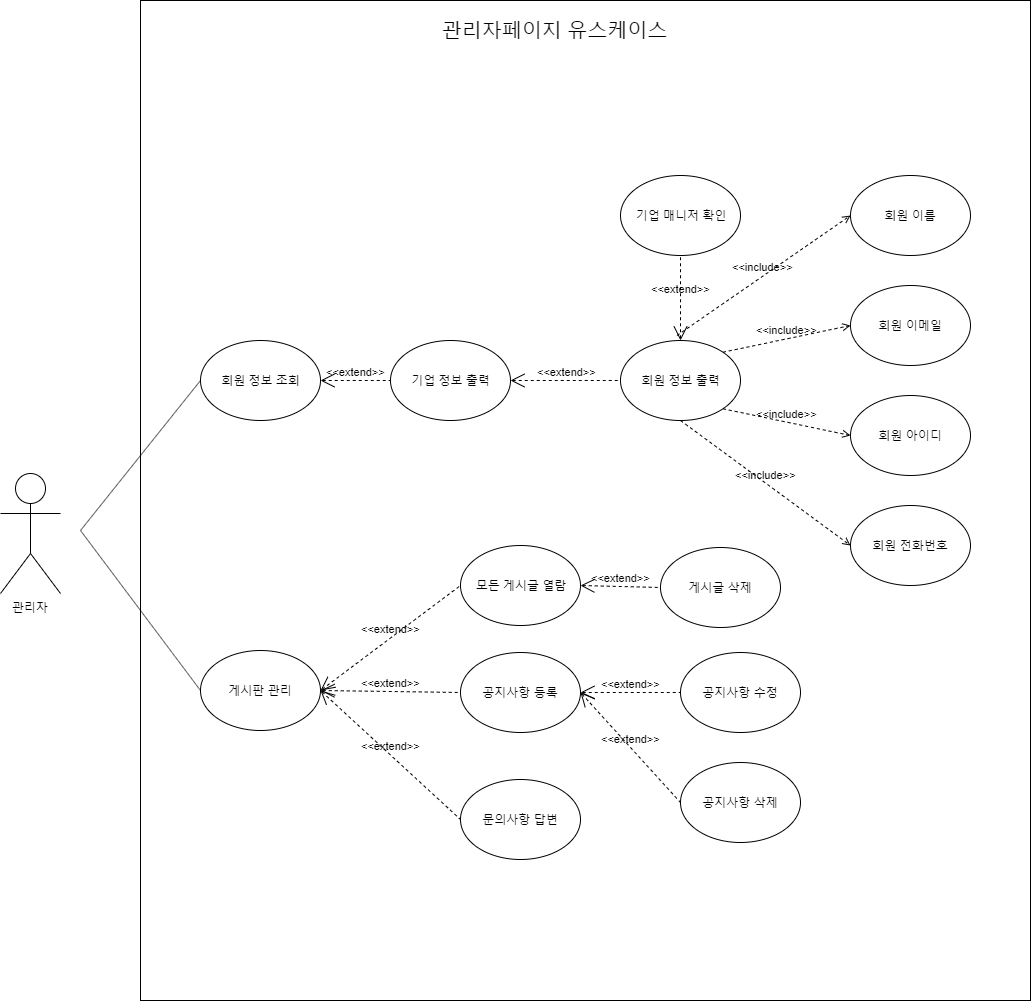 관리자페이지 유스케이스
기업 매니저 확인
회원 이름
<<include>>
<<extend>>
<<include>>
회원 이메일
회원 정보 조회
<<extend>>
기업 정보 출력
<<extend>>
회원 정보 출력
<<include>>
회원 아이디
<<include>>
회원 전화번호
관리자
모든 게시글 열람
<<extend>>
게시글 삭제
<<extend>>
게시판 관리
<<extend>>
공지사항 등록
<<extend>>
공지사항 수정
<<extend>>
<<extend>>
공지사항 삭제
문의사항 답변